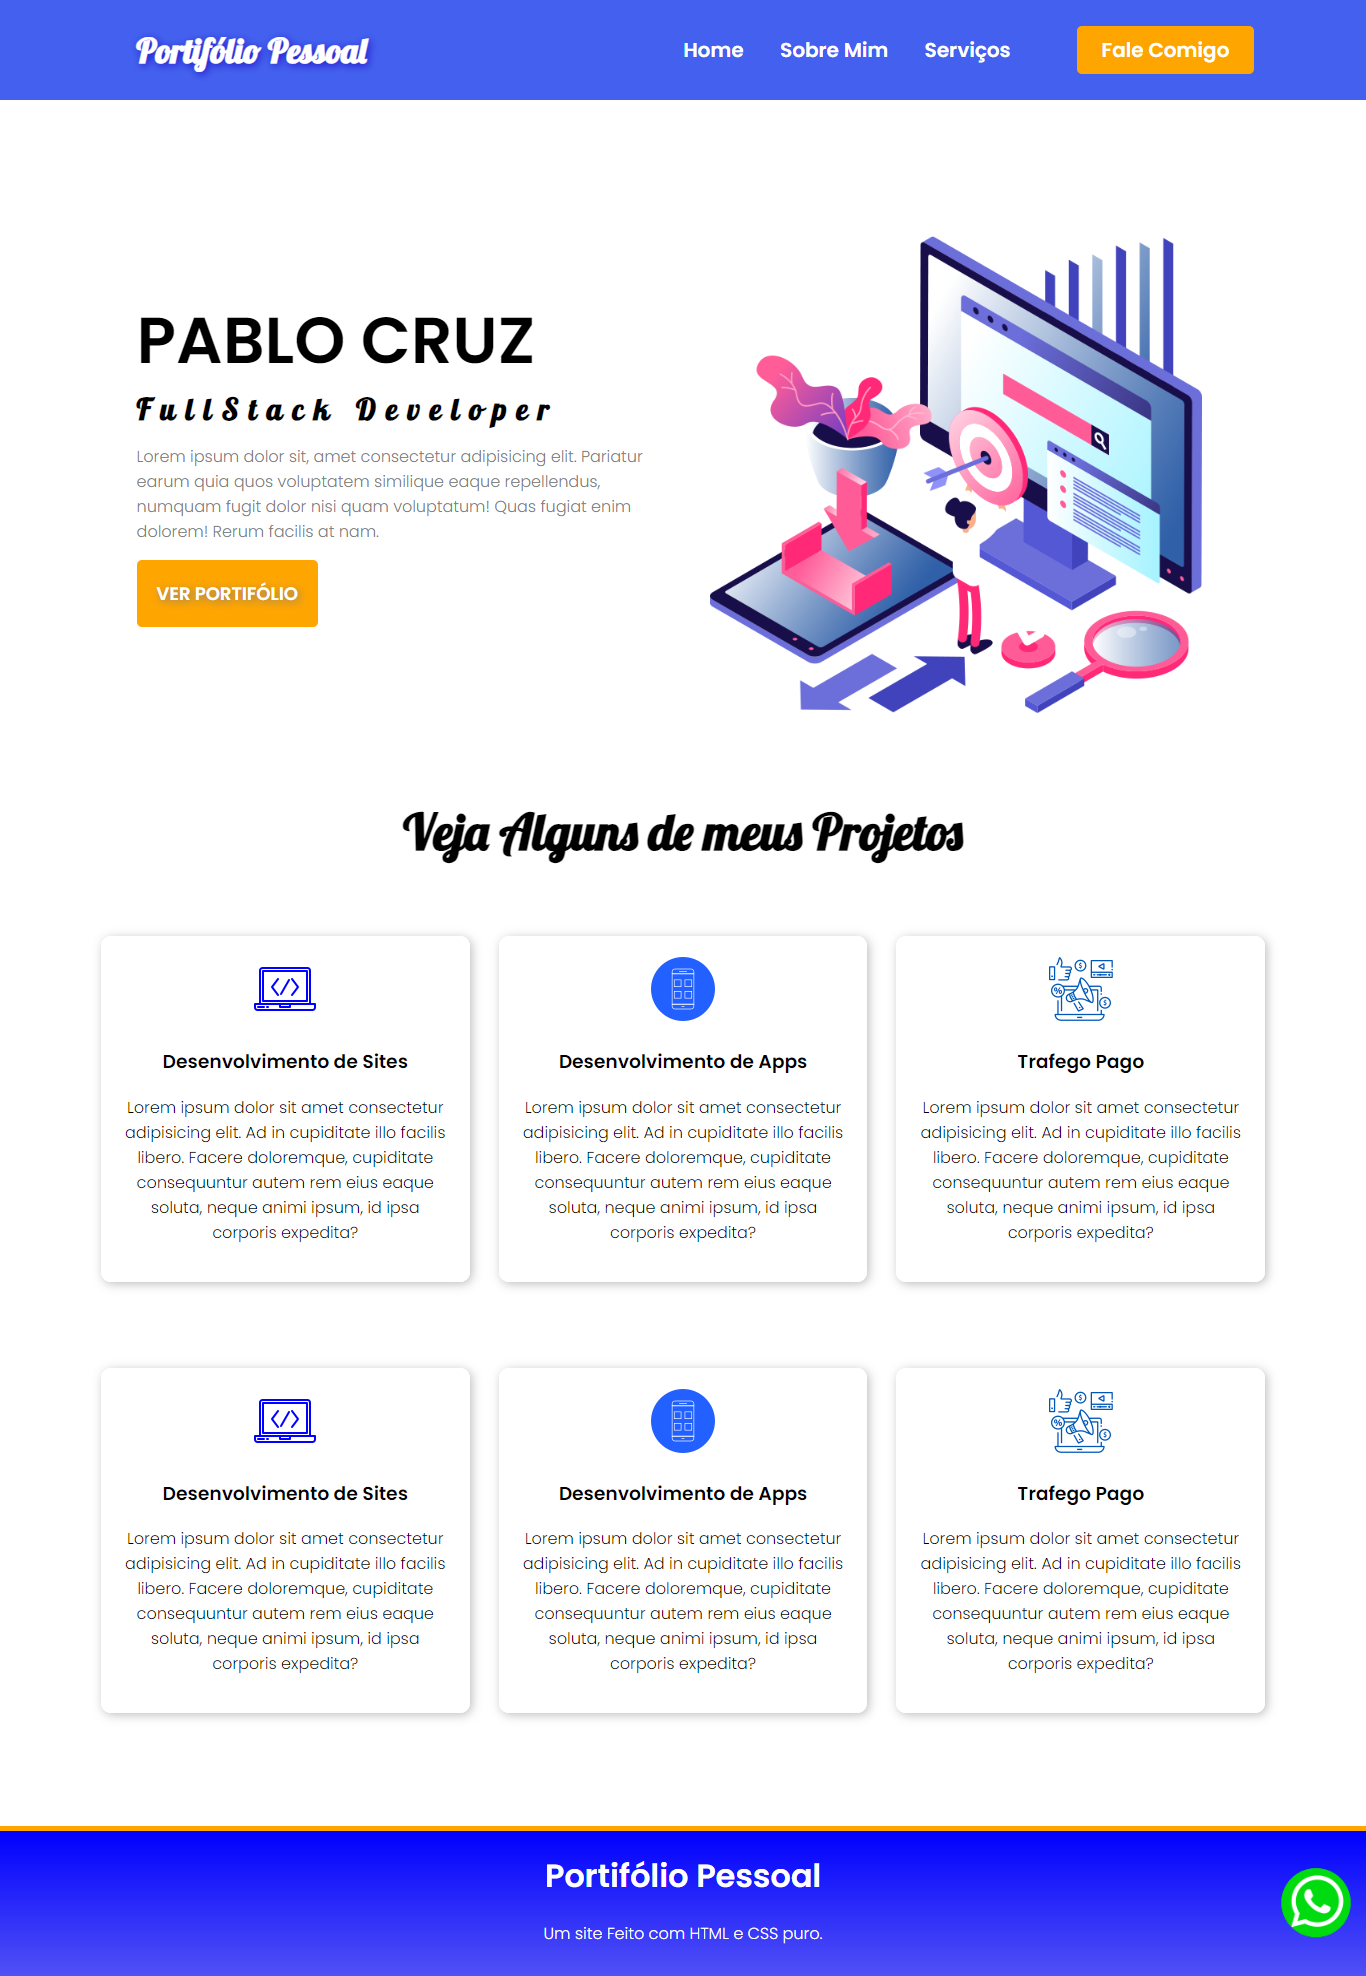 Portifólio Pessoal
Home Sobre Mim Serviços Fale Comigo
PABLO CRUZ
FullStack Developer
Lorem ipsum dolor sit, amet consectetur adipisicing elit. Pariatur
earum quia quos voluptatem similique eaque repellendus,
numquam fugit dolor nisi quam voluptatum! Quas fugiat enim
dolorem! Rerum facilis at nam.
VER PORTIFÓLIO
Veja Alguns de meus Projetos
Desenvolvimento de Sites
Lorem ipsum dolor sit amet consectetur
adipisicing elit. Ad in cupiditate illo facilis
libero. Facere doloremque, cupiditate
consequuntur autem rem eius eaque
soluta, neque animi ipsum, id ipsa
corporis expedita?
Desenvolvimento de Apps
Lorem ipsum dolor sit amet consectetur
adipisicing elit. Ad in cupiditate illo facilis
libero. Facere doloremque, cupiditate
consequuntur autem rem eius eaque
soluta, neque animi ipsum, id ipsa
corporis expedita?
Trafego Pago
Lorem ipsum dolor sit amet consectetur
adipisicing elit. Ad in cupiditate illo facilis
libero. Facere doloremque, cupiditate
consequuntur autem rem eius eaque
soluta, neque animi ipsum, id ipsa
corporis expedita?
Desenvolvimento de Sites
Lorem ipsum dolor sit amet consectetur
adipisicing elit. Ad in cupiditate illo facilis
libero. Facere doloremque, cupiditate
consequuntur autem rem eius eaque
soluta, neque animi ipsum, id ipsa
corporis expedita?
Desenvolvimento de Apps
Lorem ipsum dolor sit amet consectetur
adipisicing elit. Ad in cupiditate illo facilis
libero. Facere doloremque, cupiditate
consequuntur autem rem eius eaque
soluta, neque animi ipsum, id ipsa
corporis expedita?
Trafego Pago
Lorem ipsum dolor sit amet consectetur
adipisicing elit. Ad in cupiditate illo facilis
libero. Facere doloremque, cupiditate
consequuntur autem rem eius eaque
soluta, neque animi ipsum, id ipsa
corporis expedita?
Portifólio Pessoal
Um site Feito com HTML e CSS puro.